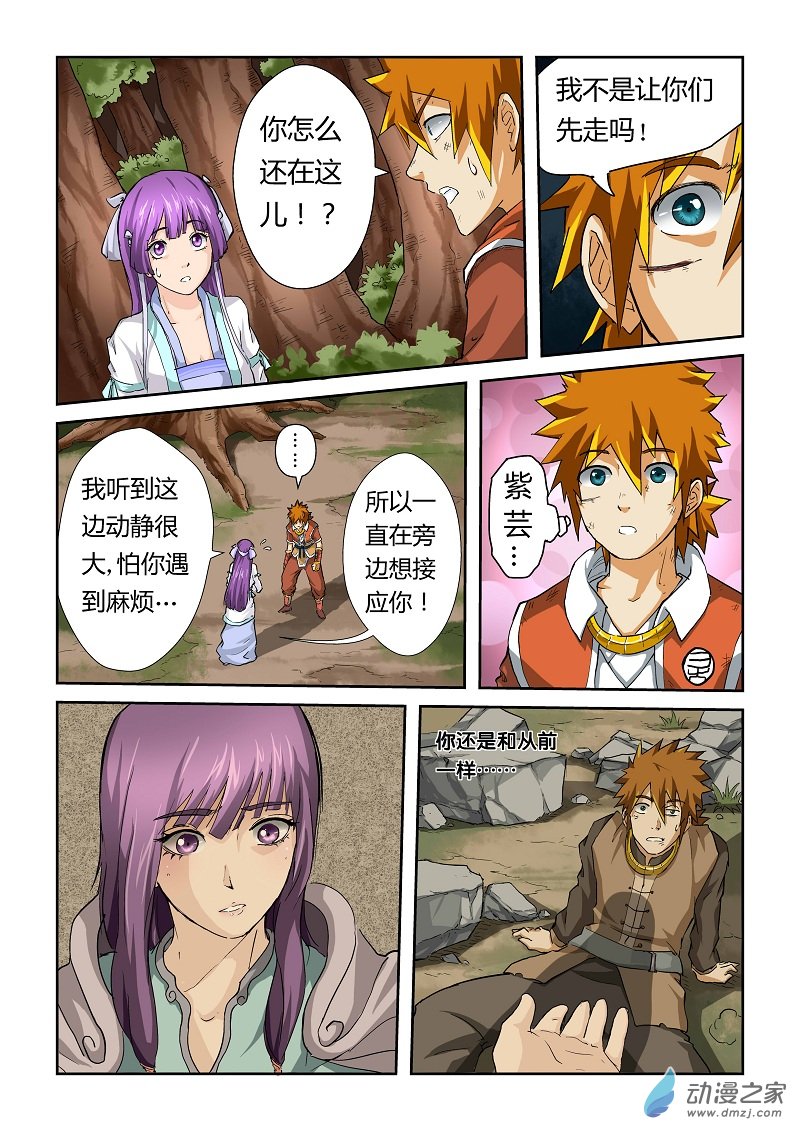 你怎么
还在这
儿！？
我不是让你们
先走吗！
我听到这
边动静很
大，怕你遇
到麻烦…
……
所以一
直在旁
边想接
应你！
紫芸…
你还是和从前
一样……
动漫之家
www.dmzj.com